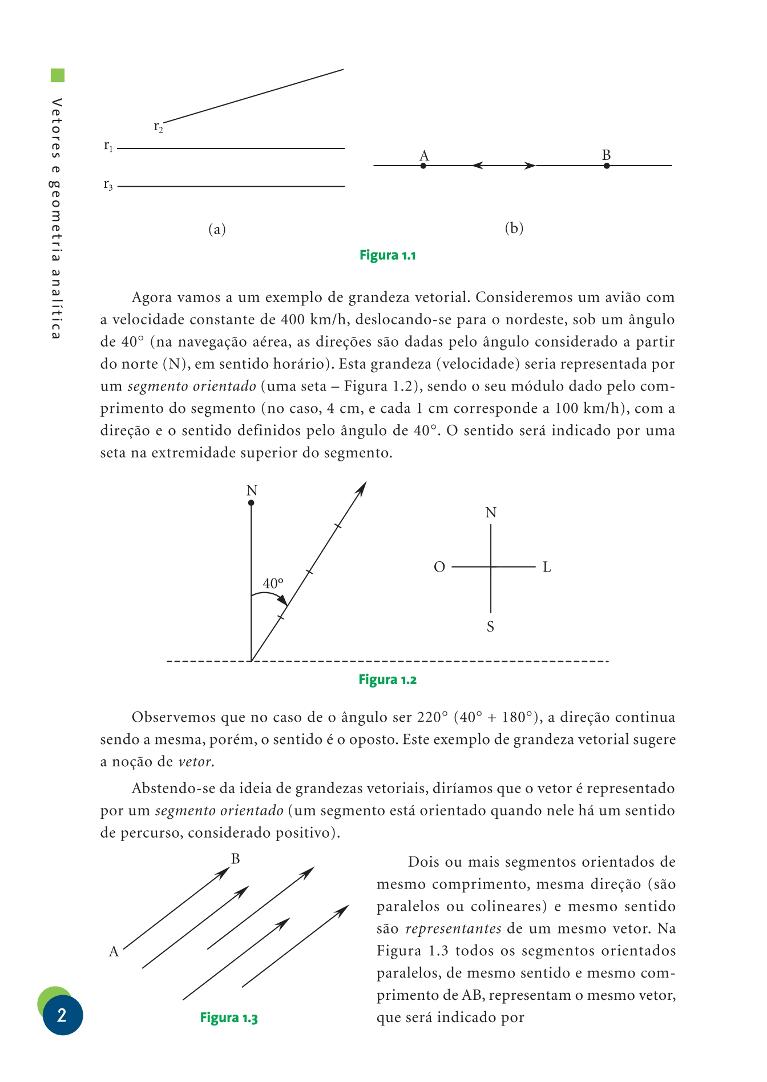 Vetores e geometria analítica
r2
r1
r3
A
B
(a)
(b)
Figura 1.1
Agora vamos a um exemplo de grandeza vetorial. Consideremos um avião com
a velocidade constante de 400 km/h, deslocando-se para o nordeste, sob um ângulo
de 40° (na navegação aérea, as direções são dadas pelo ângulo considerado a partir
do norte (N), em sentido horário). Esta grandeza (velocidade) seria representada por
um segmento orientado (uma seta – Figura 1.2), sendo o seu módulo dado pelo com-
primento do segmento (no caso, 4 cm, e cada 1 cm corresponde a 100 km/h), com a
direção e o sentido definidos pelo ângulo de 40°. O sentido será indicado por uma
seta na extremidade superior do segmento.
N
40º
N
O
L
S
Figura 1.2
Observemos que no caso de o ângulo ser 220° (40° + 180°), a direção continua
sendo a mesma, porém, o sentido é o oposto. Este exemplo de grandeza vetorial sugere
a noção de vetor.
Abstendo-se da ideia de grandezas vetoriais, diríamos que o vetor é representado
por um segmento orientado (um segmento está orientado quando nele há um sentido
de percurso, considerado positivo).
B
A
Figura 1.3
Dois ou mais segmentos orientados de
mesmo comprimento, mesma direção (são
paralelos ou colineares) e mesmo sentido
são representantes de um mesmo vetor. Na
Figura 1.3 todos os segmentos orientados
paralelos, de mesmo sentido e mesmo com-
primento de AB, representam o mesmo vetor,
que será indicado por
2